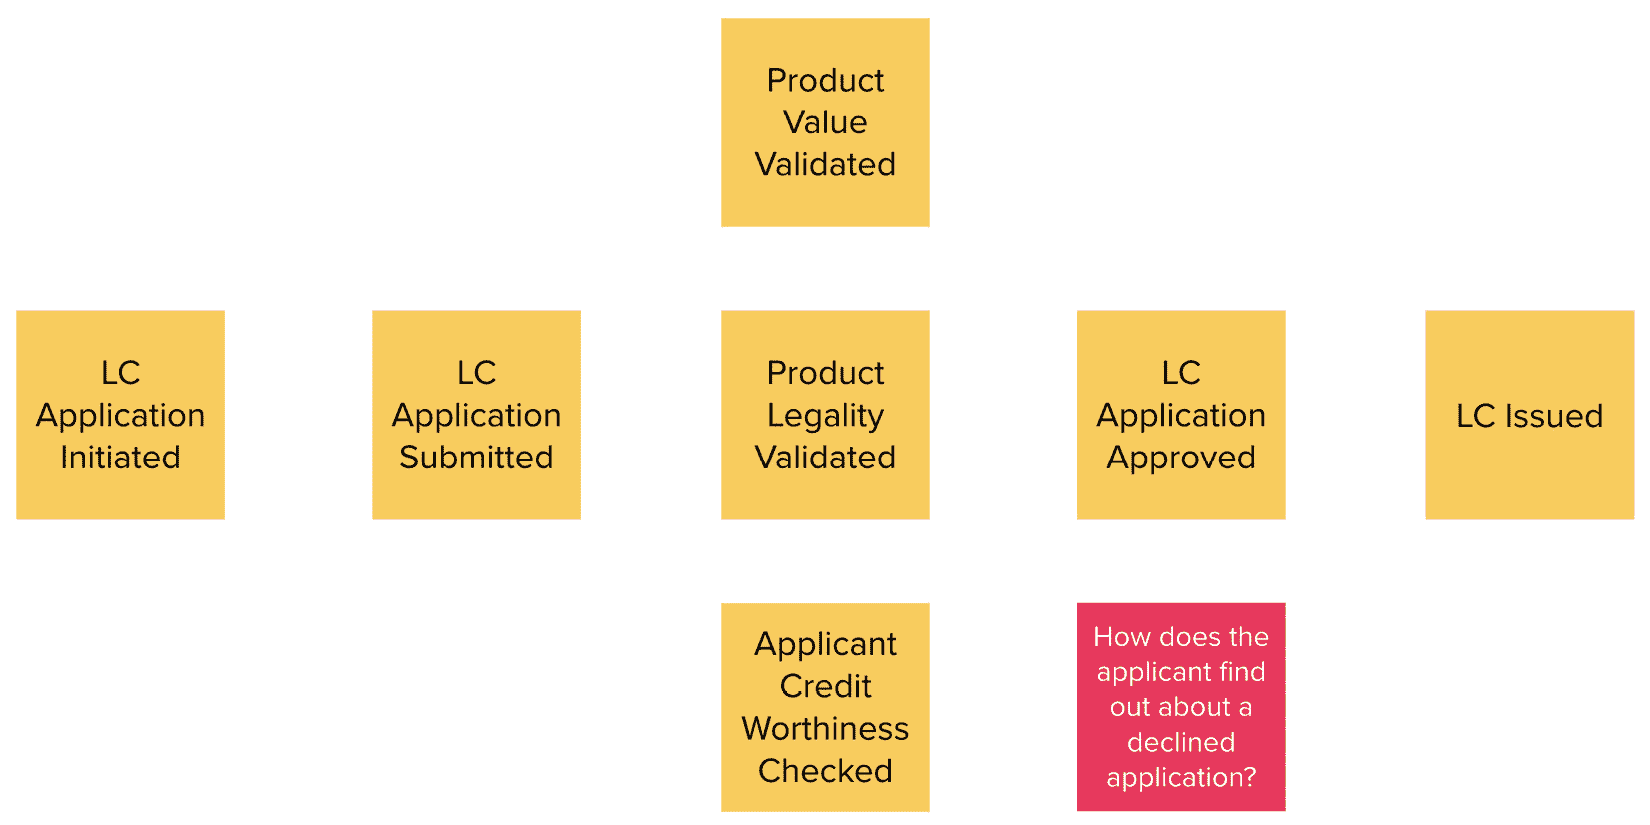 Product
Value
Validated
LC
Application
Initiated
LC
Application
Submitted
Product
Legality
Validated
LC
Application
Approved
LC Issued
Applicant
Credit
Worthiness
Checked
How does the
applicant find
out about a
declined
application?